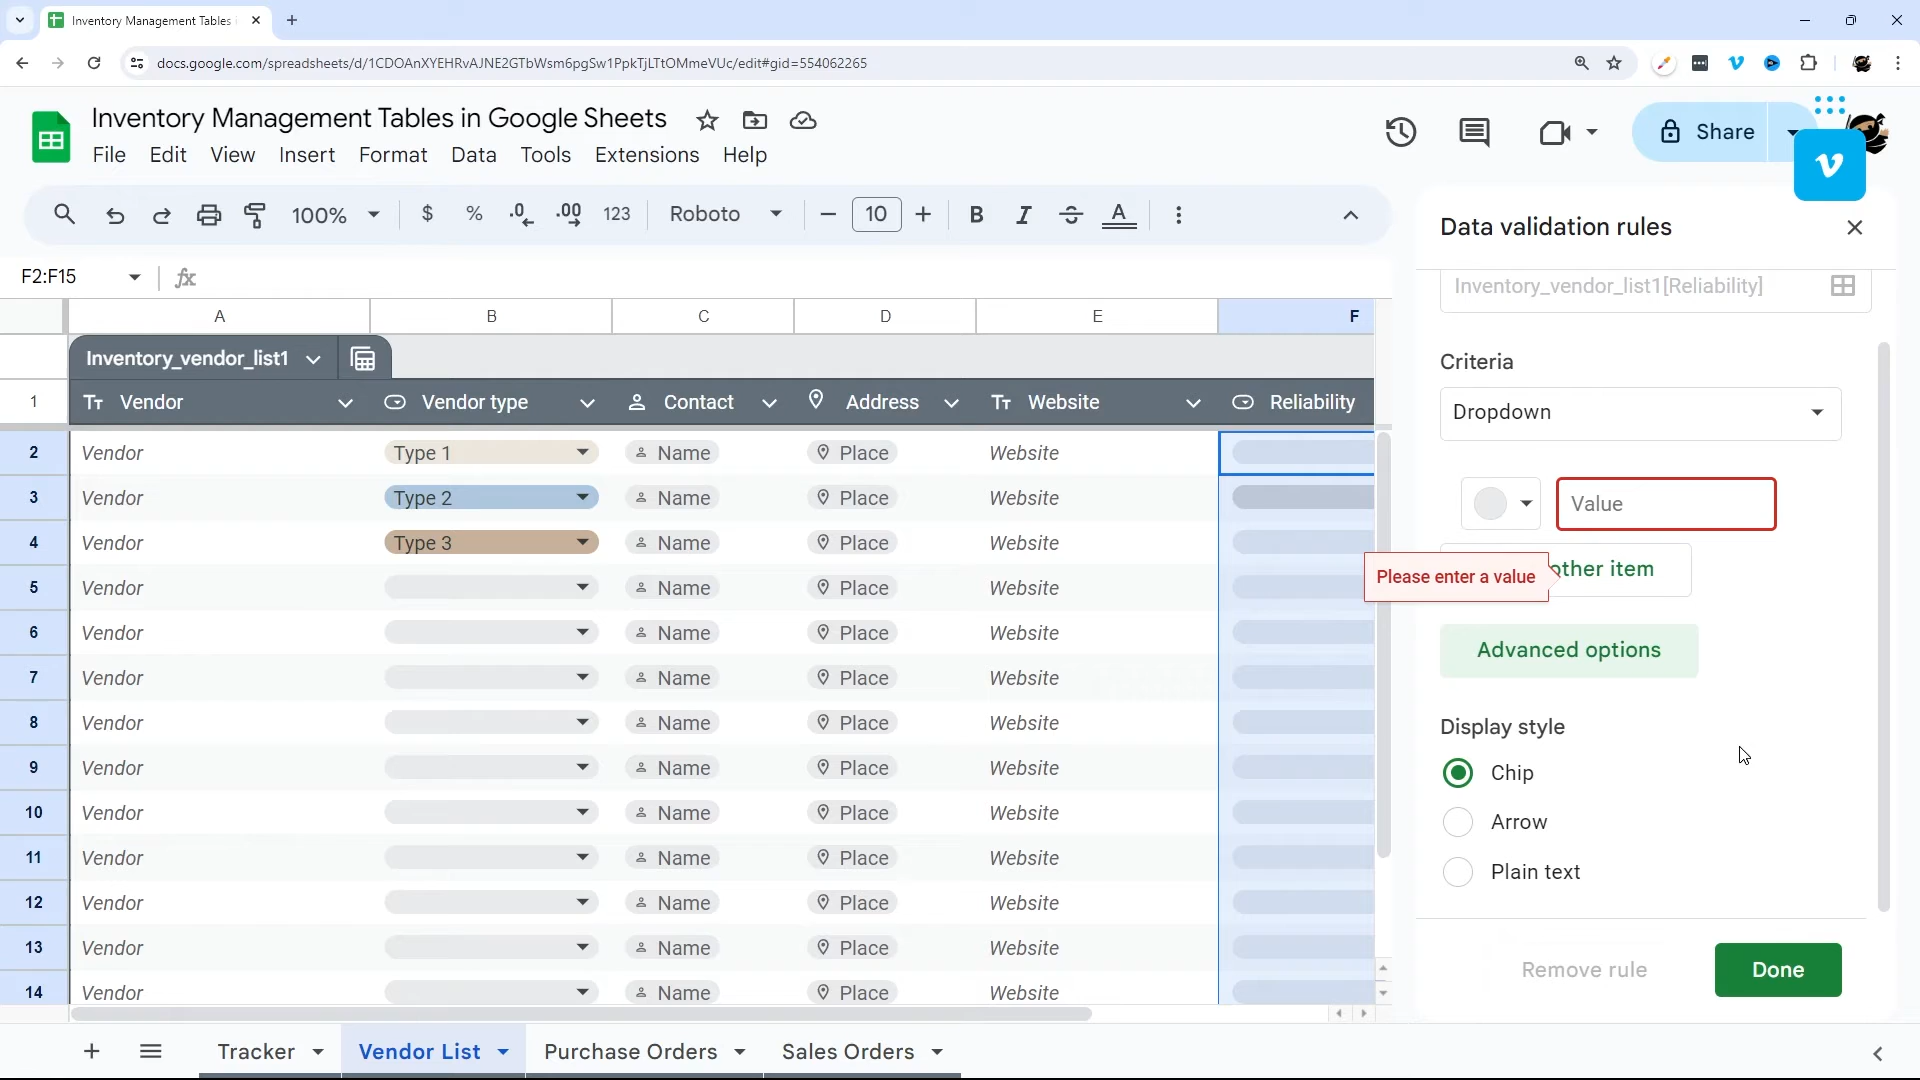 Inventory Management Tables
docs.google.com/spreadsheets/d/1CDOAnXYEHRvAJNE2GTbWsm6pgSw1PpkTjLTtOMmeVUc/edit#gid=554062265
Inventory Management Tables in Google Sheets
Share
File Edit View Insert Format Data Tools Extensions Help
100% $ % .0 .00 123 Roboto 10 B I S A
F2:F15 fx
A B C D E F
Inventory_vendor_list1
1 Tт Vendor Vendor type Contact Address Tт Website Reliability
2 Vendor Type 1 Name Place Website
3 Vendor Type 2 Name Place Website
4 Vendor Type 3 Name Place Website
5 Vendor Name Place Website
6 Vendor Name Place Website
7 Vendor Name Place Website
8 Vendor Name Place Website
9 Vendor Name Place Website
10 Vendor Name Place Website
11 Vendor Name Place Website
12 Vendor Name Place Website
13 Vendor Name Place Website
14 Vendor Name Place Website
Data validation rules
Inventory_vendor_list1[Reliability]
Criteria
Dropdown
Value
Please enter a value
other item
Advanced options
Display style
Chip
Arrow
Plain text
Remove rule Done
Tracker Vendor List Purchase Orders Sales Orders